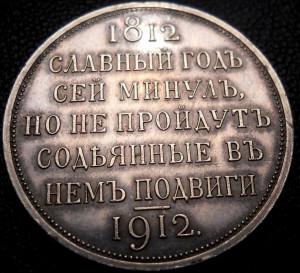 1812
СЛАВНЫЙ ГОДЪ
СЕЙ МИНУЛЪ,
НО НЕ ПРОЙДУТЪ
СОДѢЯННЫЕ ВЪ
НЕМЪ ПОДВИГИ
1912.